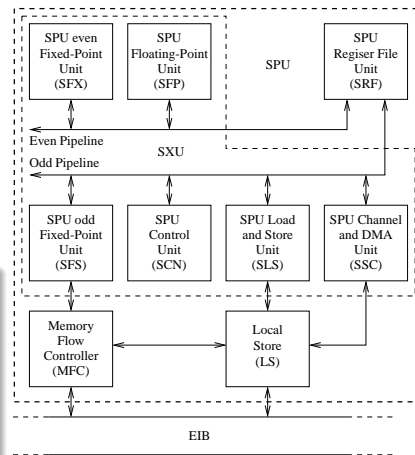 SPU even
Fixed-Point
Unit
(SFX)
SPU
Floating-Point
Unit
(SFP)
SPU
SPU
Regiser File
Unit
(SRF)
Even Pipeline
Odd Pipeline
SXU
SPU odd
Fixed-Point
Unit
(SFS)
SPU
Control
Unit
(SCN)
SPU Load
and Store
Unit
(SLS)
SPU Channel
and DMA
Unit
(SSC)
Memory
Flow
Controller
(MFC)
Local
Store
(LS)
EIB